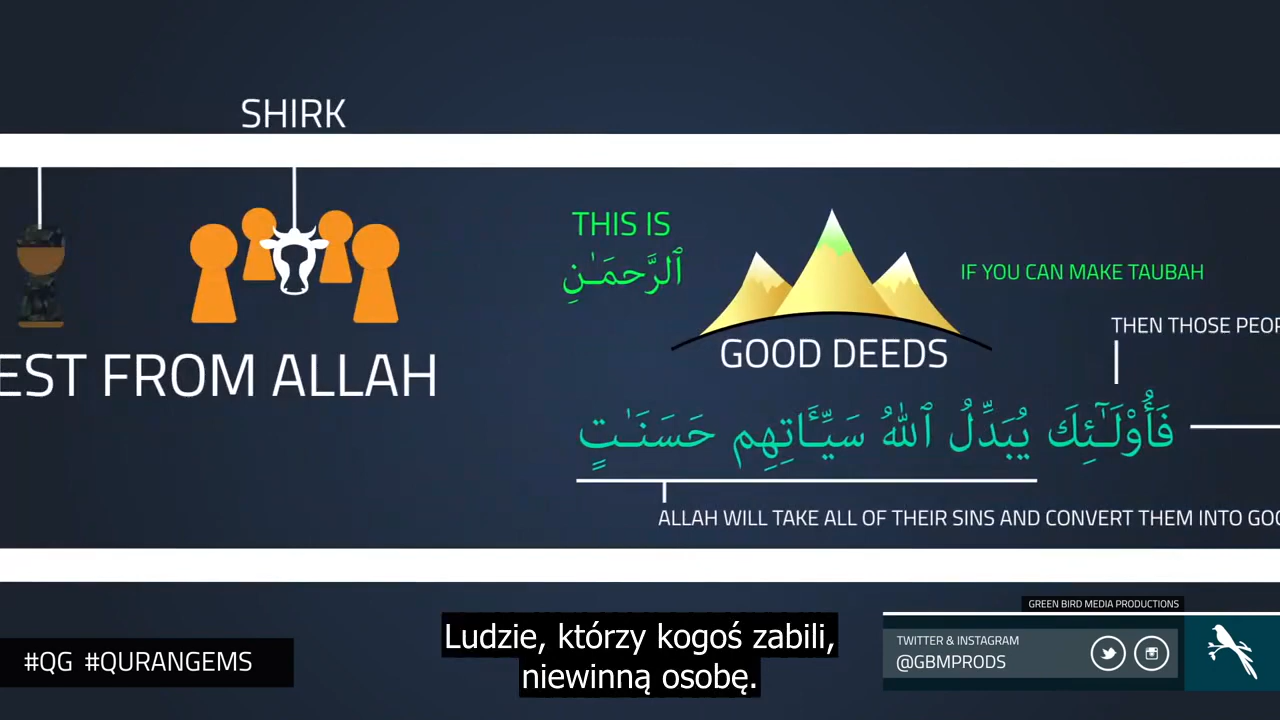 SHIRK
EST FROM ALLAH
THIS IS
ٱلرَّحمَـٰنِ
GOOD DEEDS
IF YOU CAN MAKE TAUBAH
THEN THOSE PEOP
فَأُو۟لَـٰٓئِكَ يُبَدِّلُ ٱللَّهُ سَيِّـَٔاتِهِم حَسَنَـٰتٍ
ALLAH WILL TAKE ALL OF THEIR SINS AND CONVERT THEM INTO GOO
Ludzie, którzy kogoś zabili,
niewinną osobę.
#QG #QURANGEMS
GREEN BIRD MEDIA PRODUCTIONS
TWITTER & INSTAGRAM
@GBMPRODS